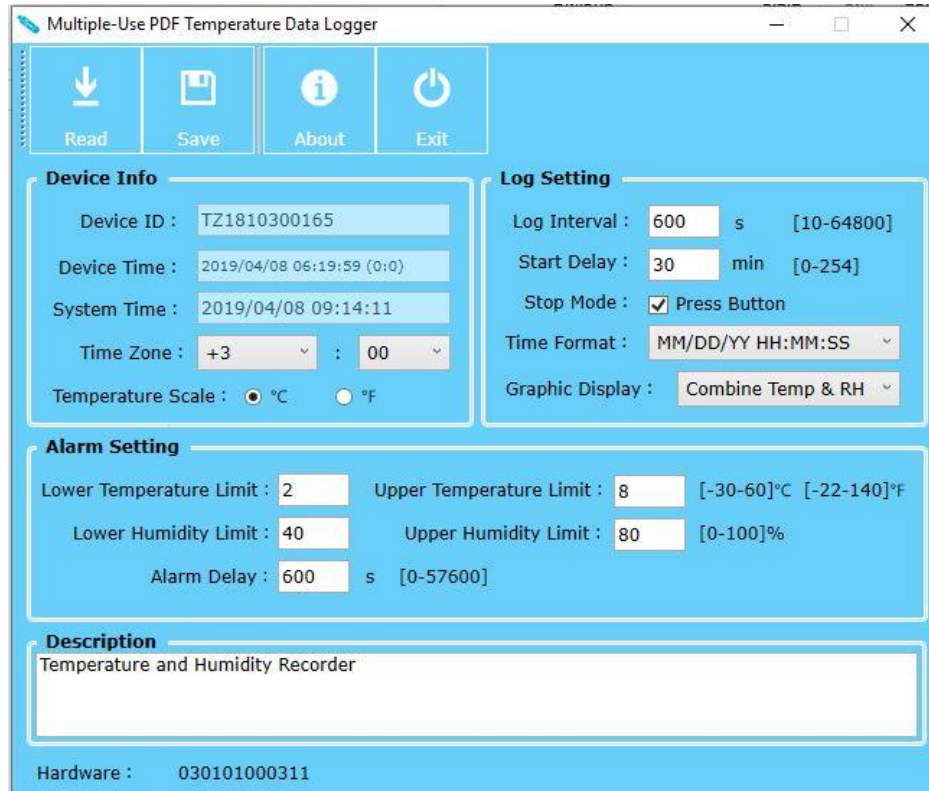 Multiple-Use PDF Temperature Data Logger
Read Save About Exit
Device Info
Device ID : TZ1810300165
Device Time : 2019/04/08 06:19:59 (0:0)
System Time : 2019/04/08 09:14:11
Time Zone : +3 : 00
Temperature Scale : °C °F
Log Setting
Log Interval : 600 s [10-64800]
Start Delay : 30 min [0-254]
Stop Mode : Press Button
Time Format : MM/DD/YY HH:MM:SS
Graphic Display : Combine Temp & RH
Alarm Setting
Lower Temperature Limit : 2 Upper Temperature Limit : 8 [-30-60]°C [-22-140]°F
Lower Humidity Limit : 40 Upper Humidity Limit : 80 [0-100]%
Alarm Delay : 600 s [0-57600]
Description
Temperature and Humidity Recorder
Hardware : 030101000311